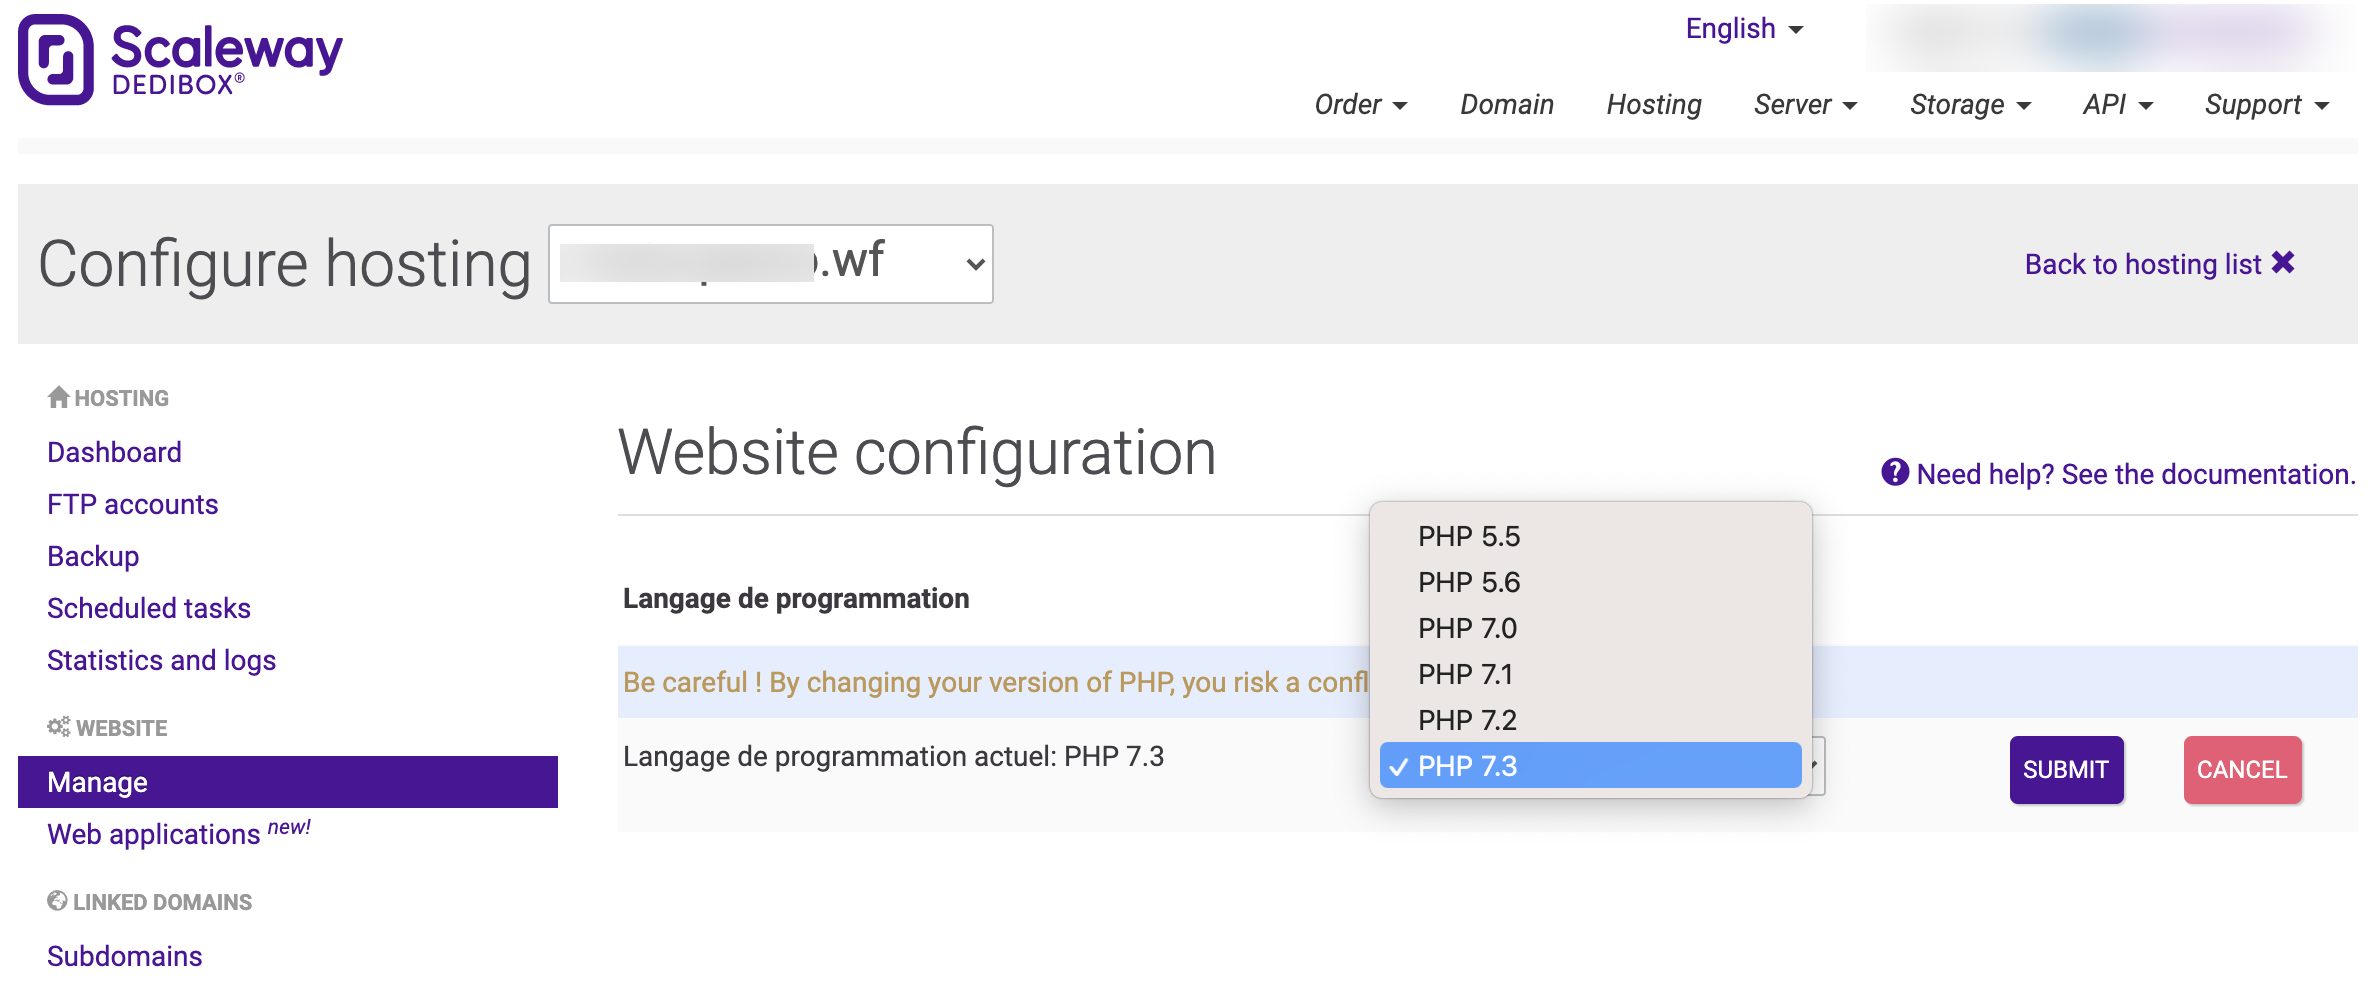 Scaleway
DEDIBOX®
English
Order Domain Hosting Server Storage API Support
Configure hosting .wf
Back to hosting list
HOSTING
Dashboard
FTP accounts
Backup
Scheduled tasks
Statistics and logs
WEBSITE
Manage
Web applications new!
LINKED DOMAINS
Subdomains
Website configuration
Need help? See the documentation.
Langage de programmation
Be careful ! By changing your version of PHP, you risk a
Langage de programmation actuel: PHP 7.3
PHP 5.5
PHP 5.6
PHP 7.0
PHP 7.1
PHP 7.2
PHP 7.3
SUBMIT
CANCEL